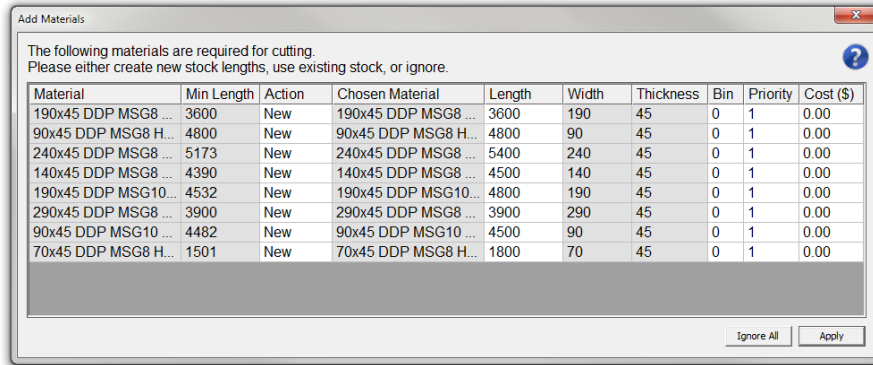 Add Materials
The following materials are required for cutting.
Please either create new stock lengths, use existing stock, or ignore.
?
Material Min Length Action Chosen Material Length Width Thickness Bin Priority Cost ($)
190x45 DDP MSG8 ... 3600 New 190x45 DDP MSG8 ... 3600 190 45 0 1 0.00
90x45 DDP MSG8 H... 4800 New 90x45 DDP MSG8 H... 4800 90 45 0 1 0.00
240x45 DDP MSG8 ... 5173 New 240x45 DDP MSG8 ... 5400 240 45 0 1 0.00
140x45 DDP MSG8 ... 4390 New 140x45 DDP MSG8 ... 4500 140 45 0 1 0.00
190x45 DDP MSG10... 4532 New 190x45 DDP MSG10... 4800 190 45 0 1 0.00
290x45 DDP MSG8 ... 3900 New 290x45 DDP MSG8 ... 3900 290 45 0 1 0.00
90x45 DDP MSG10 ... 4482 New 90x45 DDP MSG10 ... 4500 90 45 0 1 0.00
70x45 DDP MSG8 H... 1501 New 70x45 DDP MSG8 H... 1800 70 45 0 1 0.00
Ignore All Apply